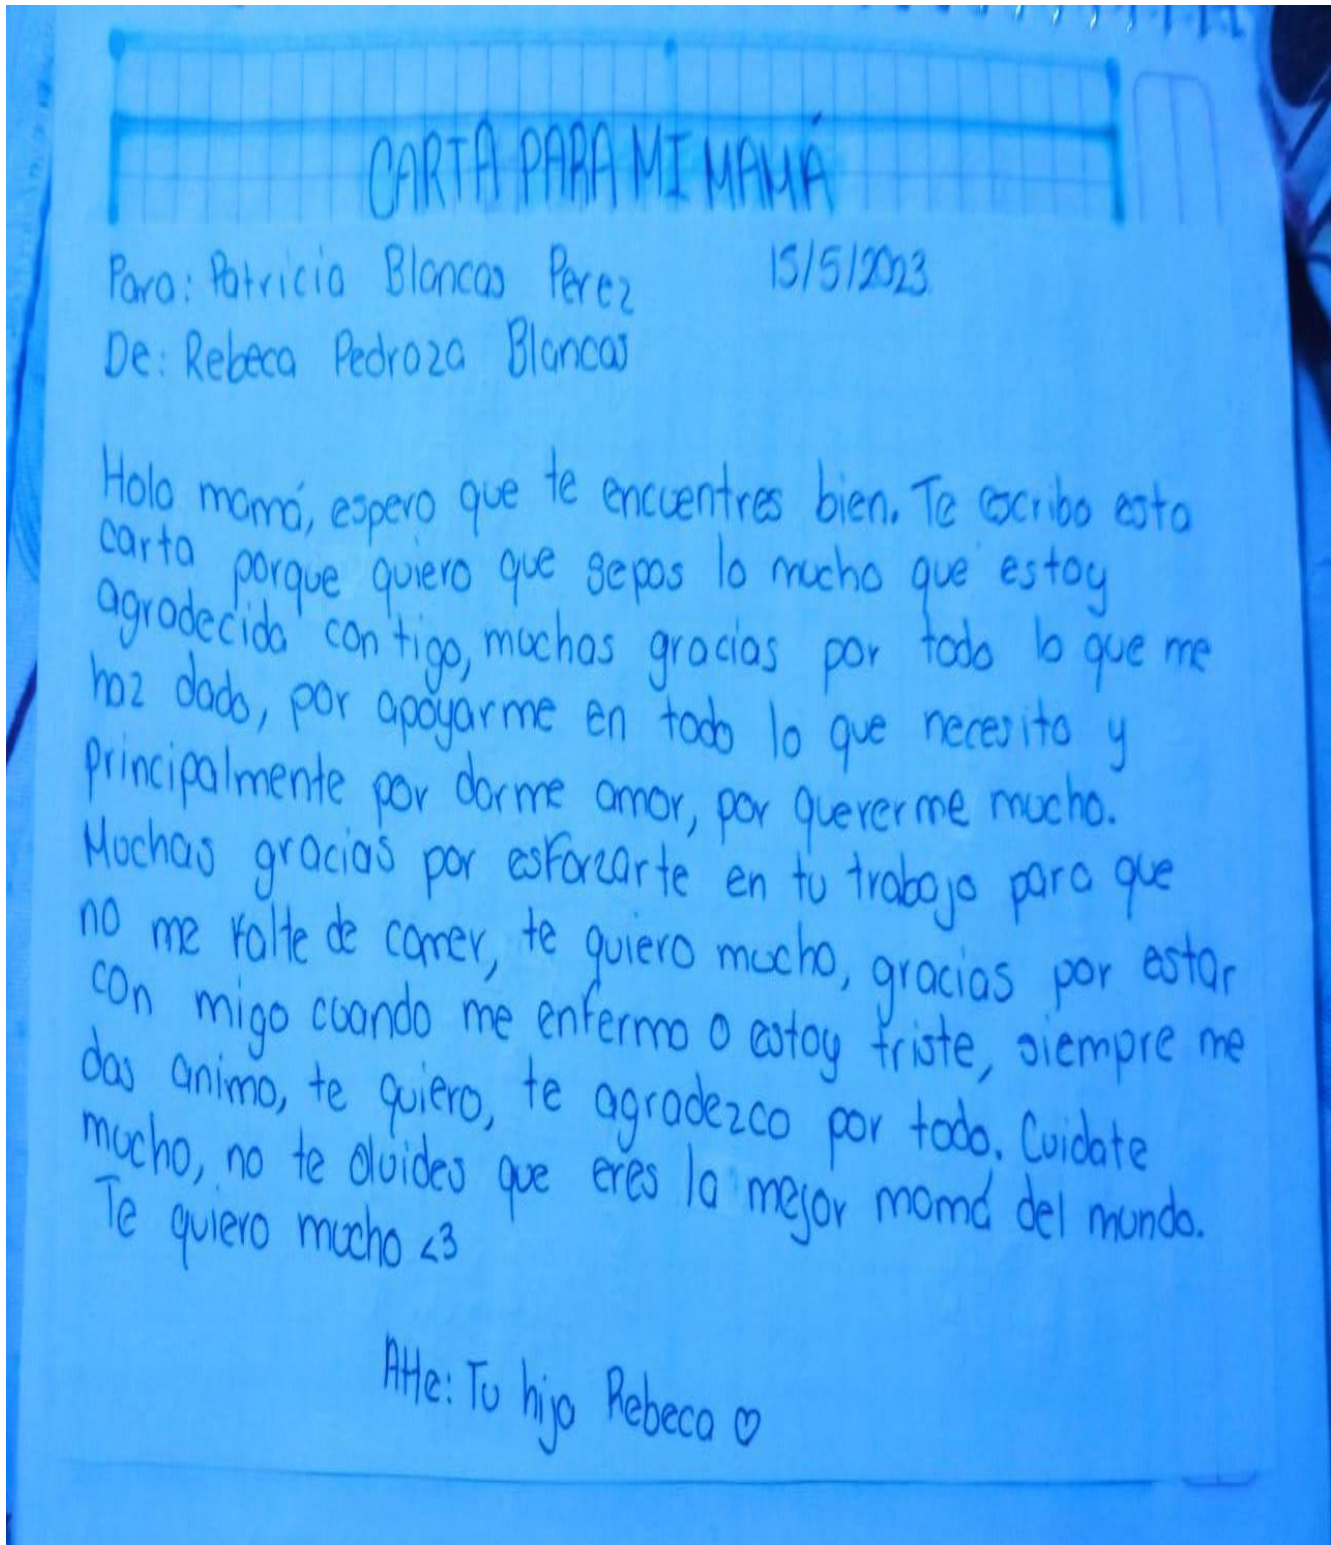 CARTA PARA MI MAMÁ
Para: Patricia Blancas Perez 15/5/2023
De: Rebeca Pedroza Blancas
Hola mamá, espero que te encuentres bien. Te escribo esta
carta porque quiero que sepas lo mucho que estoy
agradecida con tigo, muchas gracias por todo lo que me
haz dado, por apoyarme en todo lo que necesito y
principalmente por darme amor, por quererme mucho.
Muchas gracias por esforzarte en tu trabajo para que
no me falte de comer, te quiero mucho, gracias por estar
con migo cuando me enfermo o estoy triste, siempre me
das animo, te quiero, te agradezco por todo. Cuidate
mucho, no te olvides que eres la mejor mamá del mundo.
Te quiero mucho <3
Atte: Tu hija Rebeca ♡